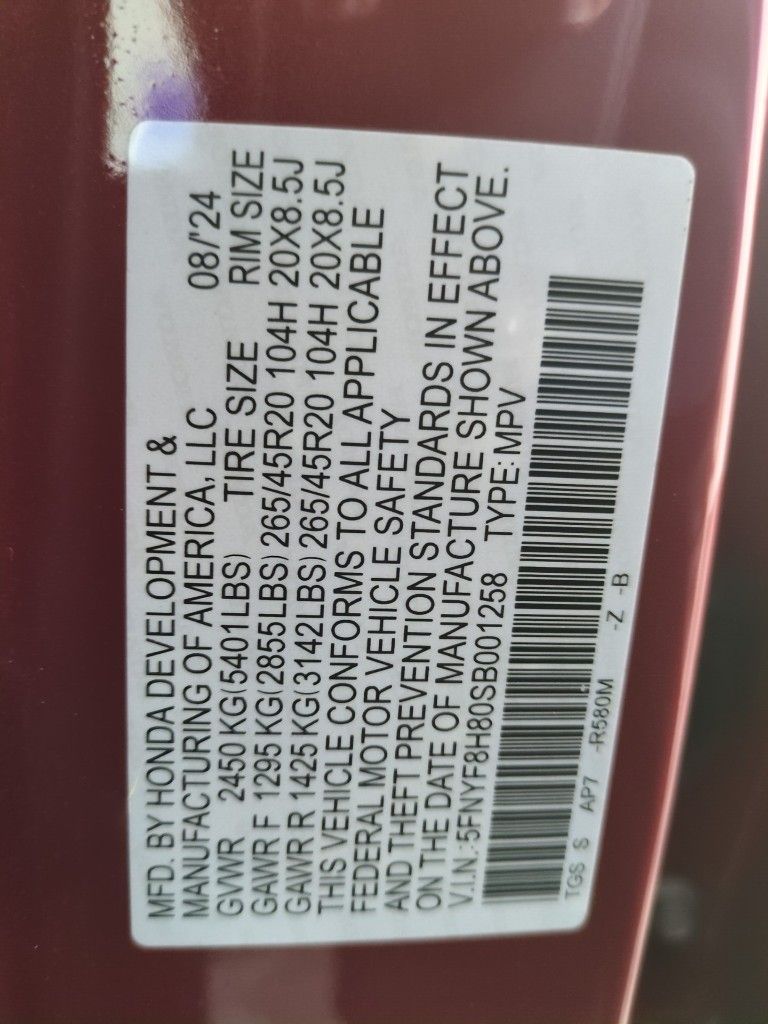 MFD. BY HONDA DEVELOPMENT &
MANUFACTURING OF AMERICA, LLC 08/'24
GVWR 2450 KG(5401LBS) TIRE SIZE RIM SIZE
GAWR F 1295 KG(2855LBS) 265/45R20 104H 20X8.5J
GAWR R 1425 KG(3142LBS) 265/45R20 104H 20X8.5J
THIS VEHICLE CONFORMS TO ALL APPLICABLE
FEDERAL MOTOR VEHICLE SAFETY
AND THEFT PREVENTION STANDARDS IN EFFECT
ON THE DATE OF MANUFACTURE SHOWN ABOVE.
V.I.N.:5FNYF8H80SB001258 TYPE:MPV
TGS S AP7 -R580M -Z -B